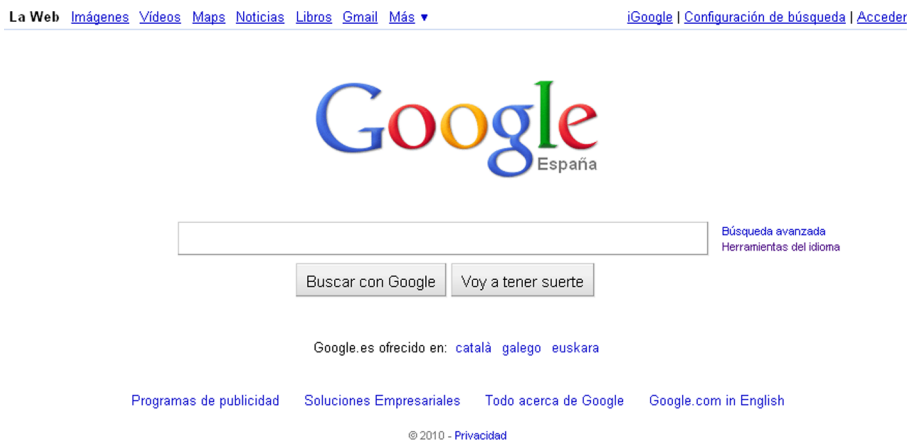 La Web Imágenes Vídeos Maps Noticias Libros Gmail Más ▼ iGoogle | Configuración de búsqueda | Acceder
Google
España
Búsqueda avanzada
Herramientas del idioma
Buscar con Google Voy a tener suerte
Google.es ofrecido en: català galego euskara
Programas de publicidad Soluciones Empresariales Todo acerca de Google Google.com in English
© 2010 - Privacidad